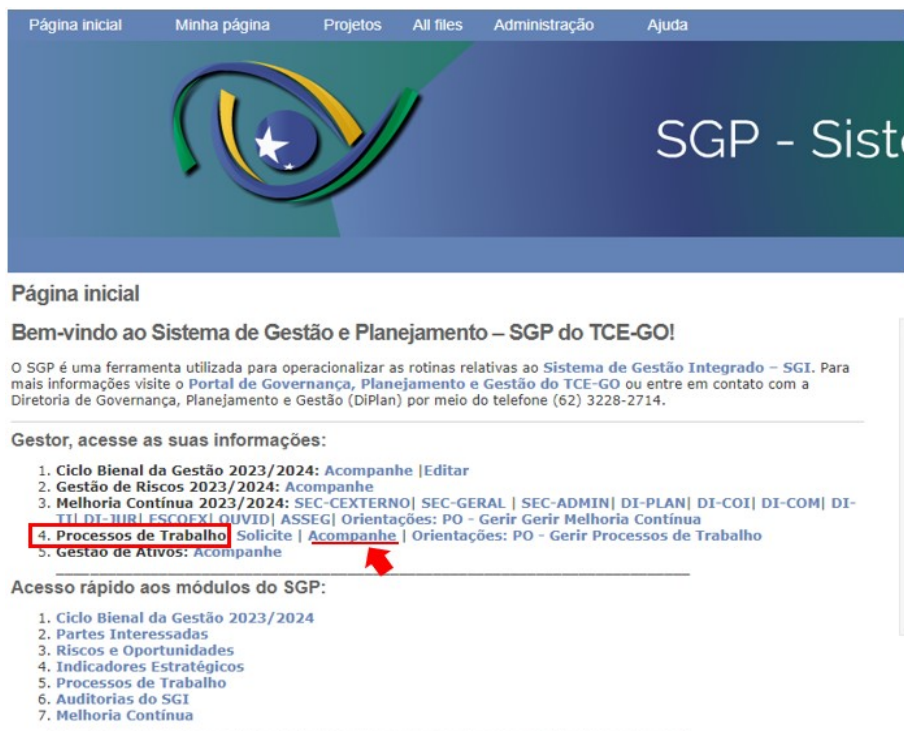 Página inicial Minha página Projetos All files Administração Ajuda
SGP - Siste
Página inicial
Bem-vindo ao Sistema de Gestão e Planejamento – SGP do TCE-GO!
O SGP é uma ferramenta utilizada para operacionalizar as rotinas relativas ao Sistema de Gestão Integrado – SGI. Para
mais informações visite o Portal de Governança, Planejamento e Gestão do TCE-GO ou entre em contato com a
Diretoria de Governança, Planejamento e Gestão (DiPlan) por meio do telefone (62) 3228-2714.
Gestor, acesse as suas informações:
1. Ciclo Bienal da Gestão 2023/2024: Acompanhe |Editar
2. Gestão de Riscos 2023/2024: Acompanhe
3. Melhoria Contínua 2023/2024: SEC-CEXTERNO| SEC-GERAL | SEC-ADMIN| DI-PLAN| DI-COI| DI-COM| DI-
TI| DI-JUR| ESCOEX| OUVID| ASSEG| Orientações: PO - Gerir Gerir Melhoria Contínua
4. Processos de Trabalho Solicite | Acompanhe | Orientações: PO - Gerir Processos de Trabalho
5. Gestão de Ativos: Acompanhe
Acesso rápido aos módulos do SGP:
1. Ciclo Bienal da Gestão 2023/2024
2. Partes Interessadas
3. Riscos e Oportunidades
4. Indicadores Estratégicos
5. Processos de Trabalho
6. Auditorias do SGI
7. Melhoria Contínua